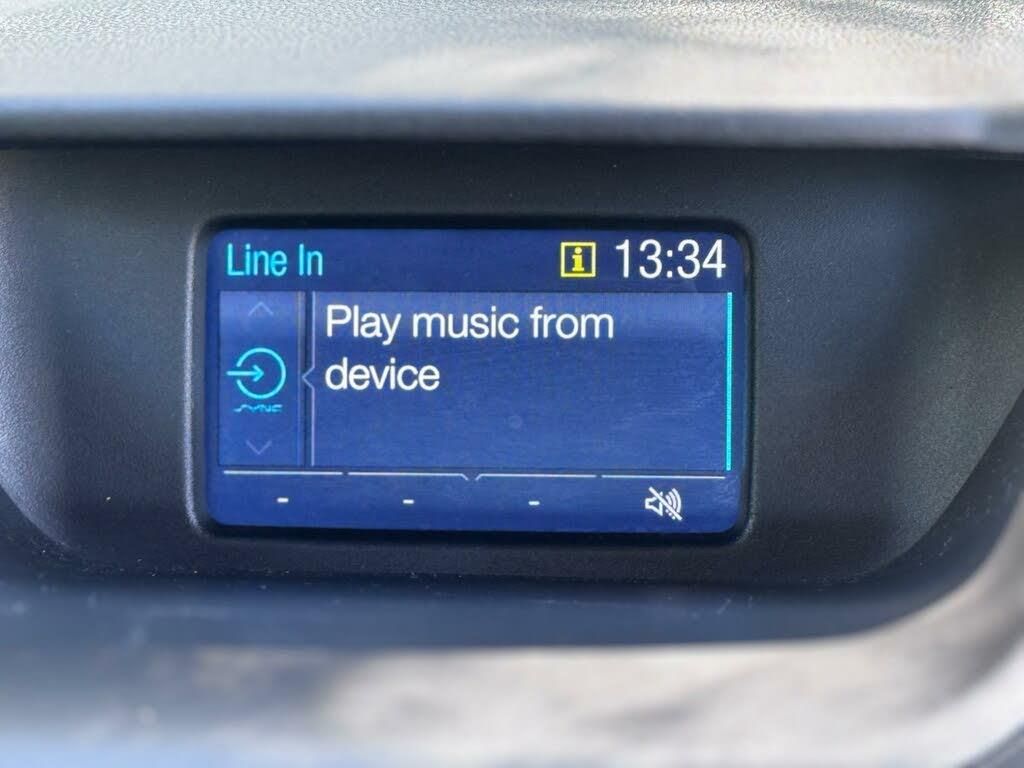 Line In
i 13:34
Play music from
device
SYNC
- - -